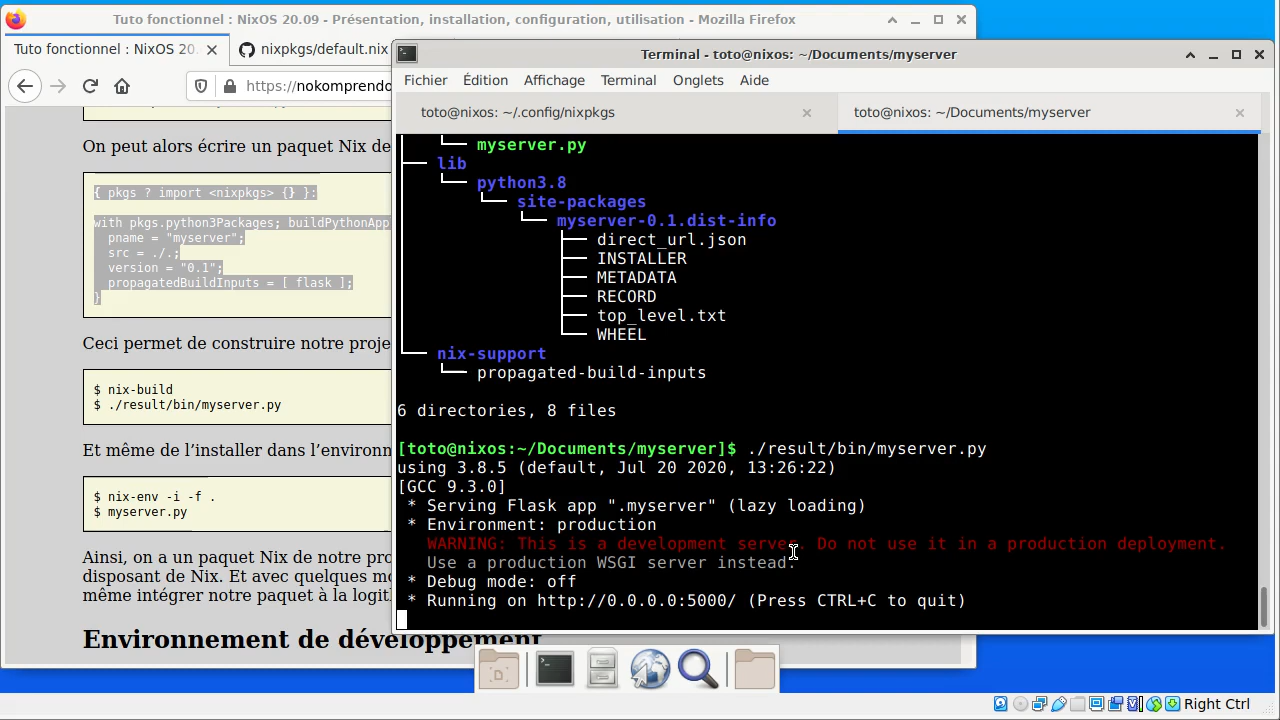 Tuto fonctionnel : NixOS 20.09 - Présentation, installation, configuration, utilisation - Mozilla Firefox
Tuto fonctionnel : NixOS 20.
nixpkgs/default.nix
https://nokomprendo
On peut alors écrire un paquet Nix de
{ pkgs ? import <nixpkgs> {} }:
with pkgs.python3Packages; buildPythonApp
pname = "myserver";
src = ./.;
version = "0.1";
propagatedBuildInputs = [ flask ];
}
Ceci permet de construire notre proje
$ nix-build
$ ./result/bin/myserver.py
Et même de l’installer dans l’environn
$ nix-env -i -f .
$ myserver.py
Ainsi, on a un paquet Nix de notre pro
disposant de Nix. Et avec quelques mo
même intégrer notre paquet à la logit
Environnement de développement
Terminal - toto@nixos: ~/Documents/myserver
Fichier Édition Affichage Terminal Onglets Aide
toto@nixos: ~/.config/nixpkgs
toto@nixos: ~/Documents/myserver
myserver.py
lib
python3.8
site-packages
myserver-0.1.dist-info
direct_url.json
INSTALLER
METADATA
RECORD
top_level.txt
WHEEL
nix-support
propagated-build-inputs
6 directories, 8 files
[toto@nixos:~/Documents/myserver]$ ./result/bin/myserver.py
using 3.8.5 (default, Jul 20 2020, 13:26:22)
[GCC 9.3.0]
* Serving Flask app ".myserver" (lazy loading)
* Environment: production
WARNING: This is a development server. Do not use it in a production deployment.
Use a production WSGI server instead.
* Debug mode: off
* Running on http://0.0.0.0:5000/ (Press CTRL+C to quit)
Right Ctrl